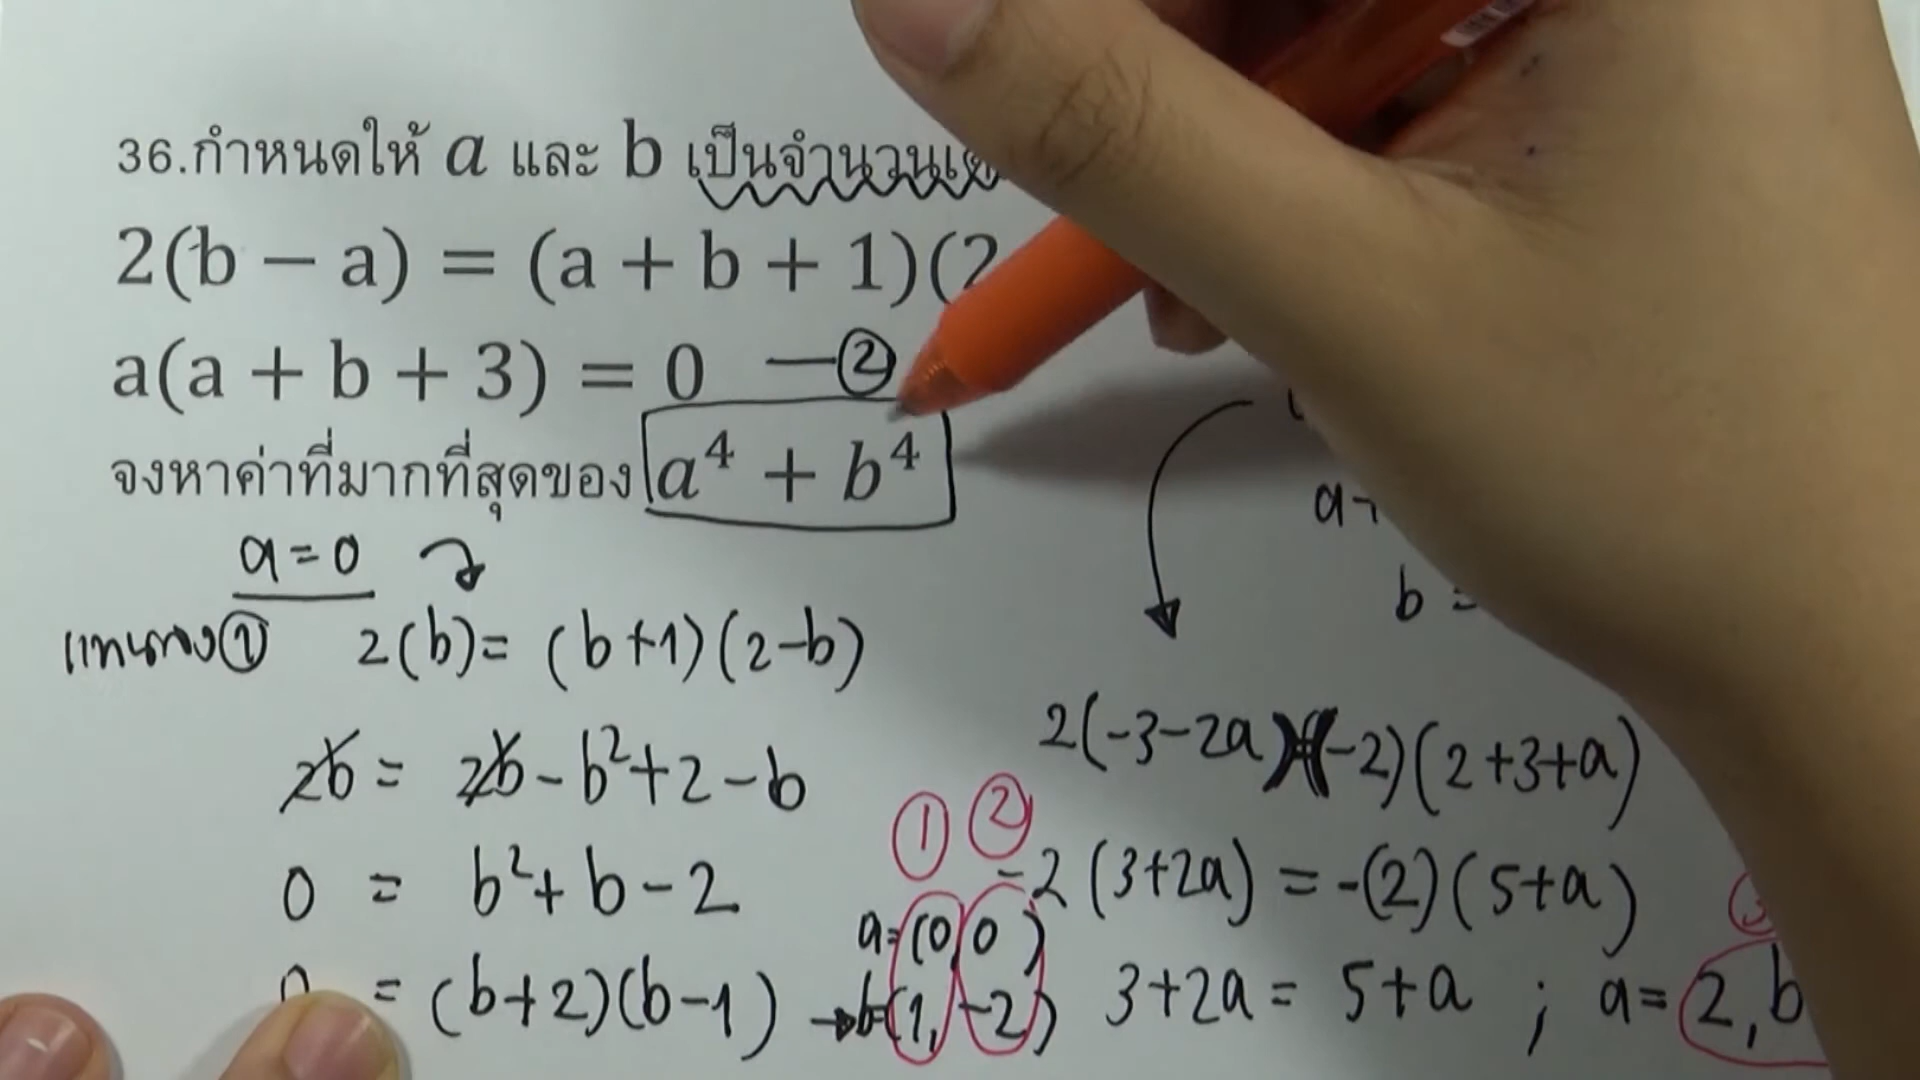 36.กำหนดให้ a และ b เป็นจำนวนเต
2(b − a) = (a + b + 1)(2
a(a + b + 3) = 0 — ②
จงหาค่าที่มากที่สุดของ a⁴ + b⁴
a = 0
แทนลง ① 2(b) = (b+1)(2-b)
2b = 2b - b² + 2 - b
0 = b² + b - 2
0 = (b+2)(b-1) → b=(1, -2)
① ②
a=(0, 0)
a+
b =
2(-3-2a) = (-2)(2+3+a)
-2(3+2a) = -(2)(5+a)
3+2a = 5+a ; a = 2, b
③